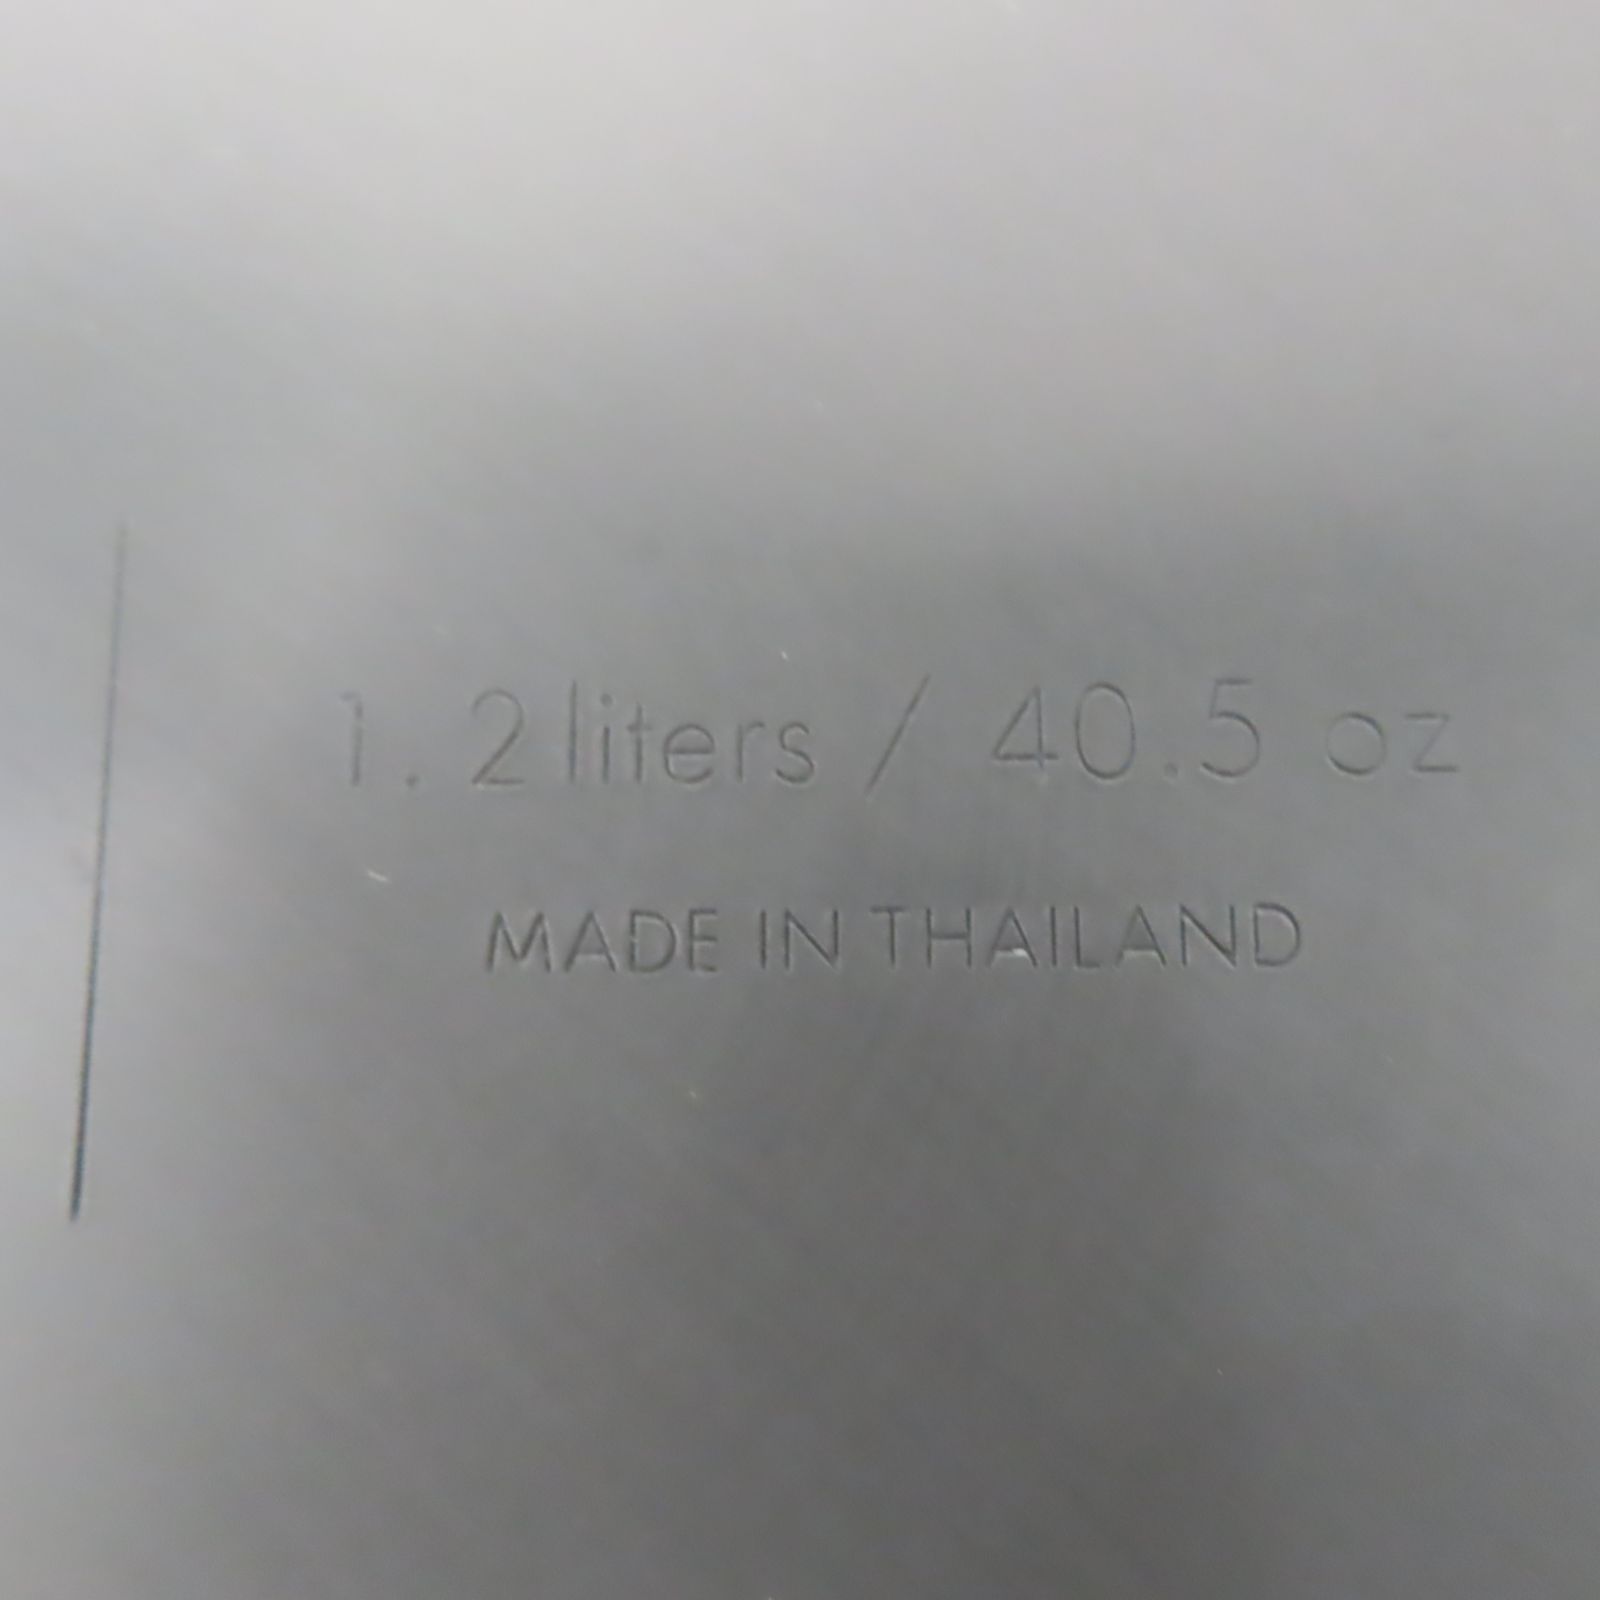 1.2 liters / 40.5 oz
MADE IN THAILAND